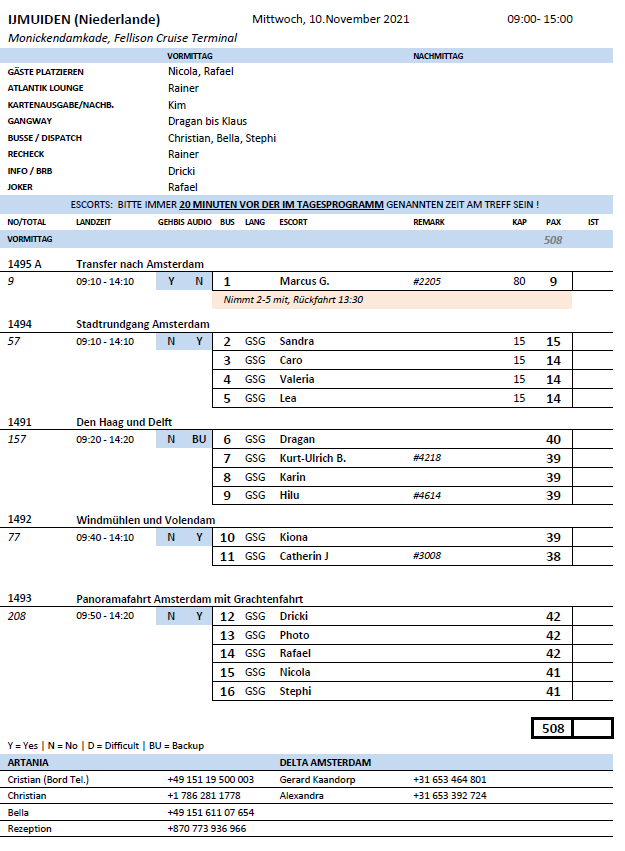 IJMUIDEN (Niederlande) Mittwoch, 10.November 2021 09:00- 15:00
Monickendamkade, Fellison Cruise Terminal
VORMITTAG NACHMITTAG
GÄSTE PLATZIEREN Nicola, Rafael
ATLANTIK LOUNGE Rainer
KARTENAUSGABE/NACHB. Kim
GANGWAY Dragan bis Klaus
BUSSE / DISPATCH Christian, Bella, Stephi
RECHECK Rainer
INFO / BRB Dricki
JOKER Rafael
ESCORTS: BITTE IMMER 20 MINUTEN VOR DER IM TAGESPROGRAMM GENANNTEN ZEIT AM TREFF SEIN !
NO/TOTAL LANDZEIT GEHBIS AUDIO BUS LANG ESCORT REMARK KAP PAX IST
VORMITTAG 508
1495 A Transfer nach Amsterdam
9 09:10 - 14:10 Y N 1 Marcus G. #2205 80 9
Nimmt 2-5 mit, Rückfahrt 13:30
1494 Stadtrundgang Amsterdam
57 09:10 - 14:10 N Y 2 GSG Sandra 15 15
3 GSG Caro 15 14
4 GSG Valeria 15 14
5 GSG Lea 15 14
1491 Den Haag und Delft
157 09:20 - 14:20 N BU 6 GSG Dragan 40
7 GSG Kurt-Ulrich B. #4218 39
8 GSG Karin 39
9 GSG Hilu #4614 39
1492 Windmühlen und Volendam
77 09:40 - 14:10 N Y 10 GSG Kiona 39
11 GSG Catherin J #3008 38
1493 Panoramafahrt Amsterdam mit Grachtenfahrt
208 09:50 - 14:20 N Y 12 GSG Dricki 42
13 GSG Photo 42
14 GSG Rafael 42
15 GSG Nicola 41
16 GSG Stephi 41
508
Y = Yes | N = No | D = Difficult | BU = Backup
ARTANIA DELTA AMSTERDAM
Cristian (Bord Tel.) +49 151 19 500 003 Gerard Kaandorp +31 653 464 801
Christian +1 786 281 1778 Alexandra +31 653 392 724
Bella +49 151 611 07 654
Rezeption +870 773 936 966